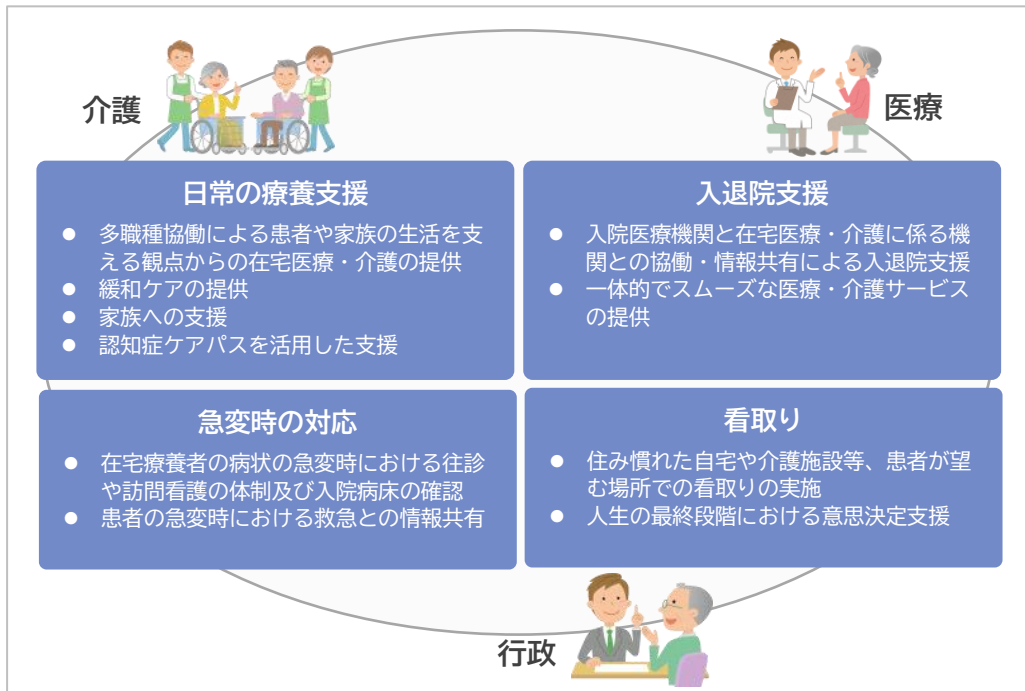 介護
医療
日常の療養支援
● 多職種協働による患者や家族の生活を支
える観点からの在宅医療・介護の提供
● 緩和ケアの提供
● 家族への支援
● 認知症ケアパスを活用した支援
入退院支援
● 入院医療機関と在宅医療・介護に係る機
関との協働・情報共有による入退院支援
● 一体的でスムーズな医療・介護サービス
の提供
急変時の対応
● 在宅療養者の病状の急変時における往診
や訪問看護の体制及び入院病床の確認
● 患者の急変時における救急との情報共有
看取り
● 住み慣れた自宅や介護施設等、患者が望
む場所での看取りの実施
● 人生の最終段階における意思決定支援
行政